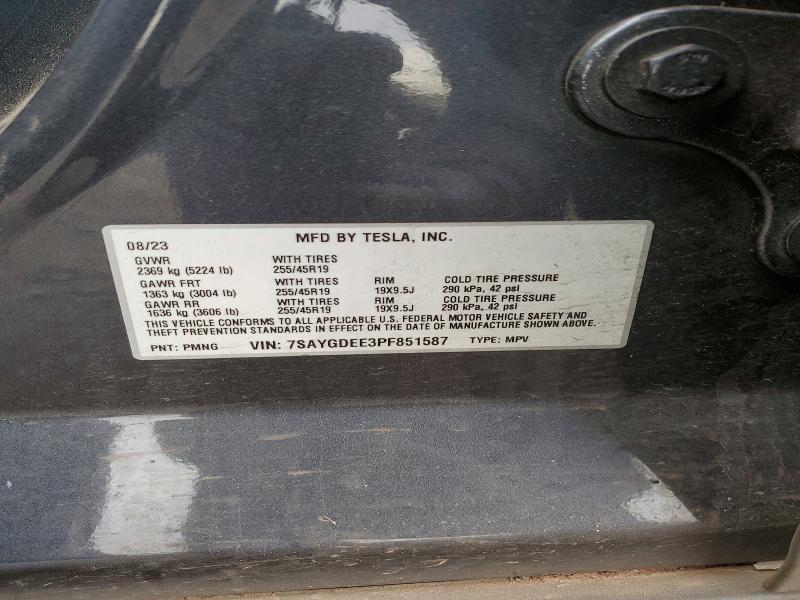 MFD BY TESLA, INC.
08/23
GVWR WITH TIRES
2369 kg (5224 lb) 255/45R19
GAWR FRT WITH TIRES RIM COLD TIRE PRESSURE
1363 kg (3004 lb) 255/45R19 19X9.5J 290 kPa, 42 psi
GAWR RR WITH TIRES RIM COLD TIRE PRESSURE
1636 kg (3606 lb) 255/45R19 19X9.5J 290 kPa, 42 psi
THIS VEHICLE CONFORMS TO ALL APPLICABLE U.S. FEDERAL MOTOR VEHICLE SAFETY AND
THEFT PREVENTION STANDARDS IN EFFECT ON THE DATE OF MANUFACTURE SHOWN ABOVE.
PNT: PMNG VIN: 7SAYGDEE3PF851587 TYPE: MPV